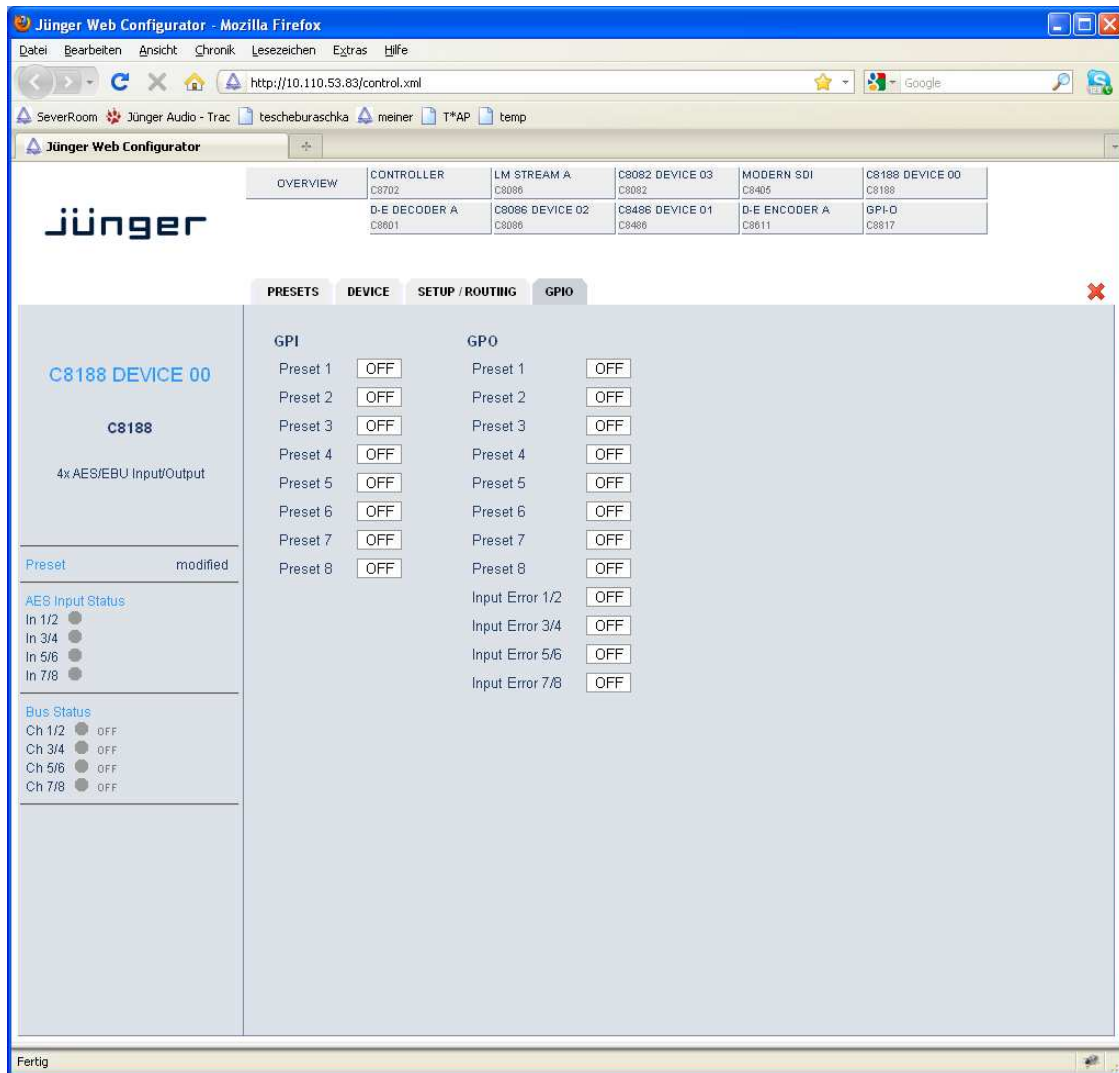 Jünger Web Configurator - Mozilla Firefox
Datei Bearbeiten Ansicht Chronik Lesezeichen Extras Hilfe
http://10.110.53.83/control.xml Google
SeverRoom Jünger Audio - Trac tescheburaschka meiner T*AP temp
Jünger Web Configurator
jünger
OVERVIEW CONTROLLER LM STREAM A C8082 DEVICE 03 MODERN SDI C8188 DEVICE 00
C8702 C8086 C8082 C8405 C8188
D-E DECODER A C8086 DEVICE 02 C8486 DEVICE 01 D-E ENCODER A GPI-O
C8601 C8086 C8486 C8611 C8817
PRESETS DEVICE SETUP / ROUTING GPIO
C8188 DEVICE 00
C8188
4x AES/EBU Input/Output
Preset modified
AES Input Status
In 1/2
In 3/4
In 5/6
In 7/8
Bus Status
Ch 1/2 OFF
Ch 3/4 OFF
Ch 5/6 OFF
Ch 7/8 OFF
GPI
Preset 1 OFF
Preset 2 OFF
Preset 3 OFF
Preset 4 OFF
Preset 5 OFF
Preset 6 OFF
Preset 7 OFF
Preset 8 OFF
GPO
Preset 1 OFF
Preset 2 OFF
Preset 3 OFF
Preset 4 OFF
Preset 5 OFF
Preset 6 OFF
Preset 7 OFF
Preset 8 OFF
Input Error 1/2 OFF
Input Error 3/4 OFF
Input Error 5/6 OFF
Input Error 7/8 OFF
Fertig